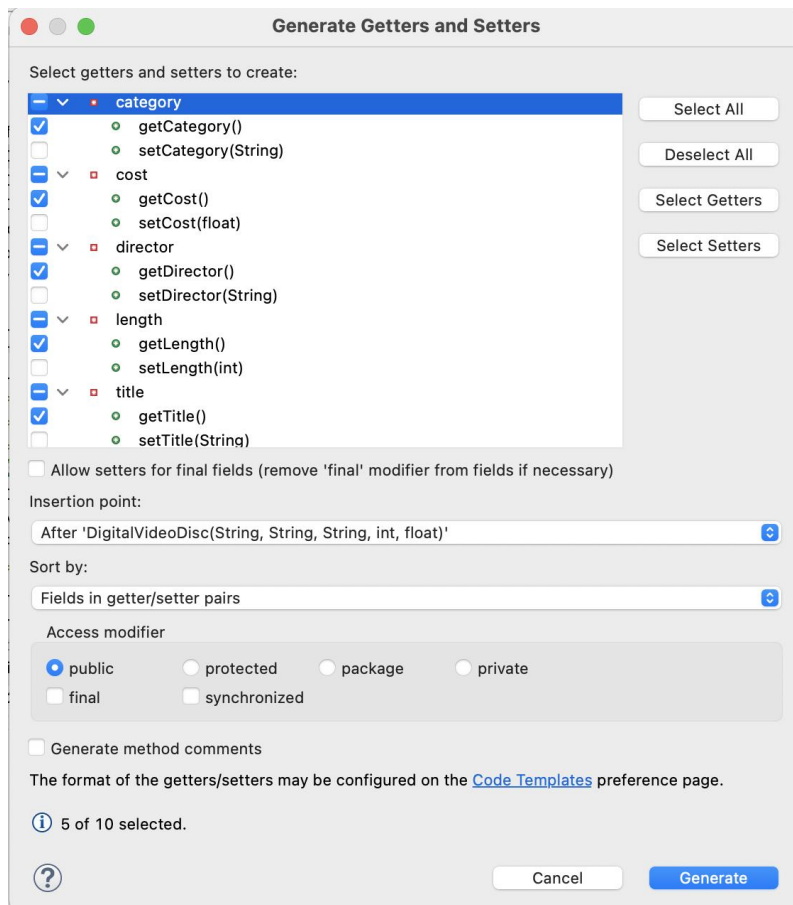 Generate Getters and Setters
Select getters and setters to create:
category
getCategory()
setCategory(String)
cost
getCost()
setCost(float)
director
getDirector()
setDirector(String)
length
getLength()
setLength(int)
title
getTitle()
setTitle(String)
Select All
Deselect All
Select Getters
Select Setters
Allow setters for final fields (remove 'final' modifier from fields if necessary)
Insertion point:
After 'DigitalVideoDisc(String, String, String, int, float)'
Sort by:
Fields in getter/setter pairs
Access modifier
public protected package private
final synchronized
Generate method comments
The format of the getters/setters may be configured on the Code Templates preference page.
5 of 10 selected.
Cancel Generate